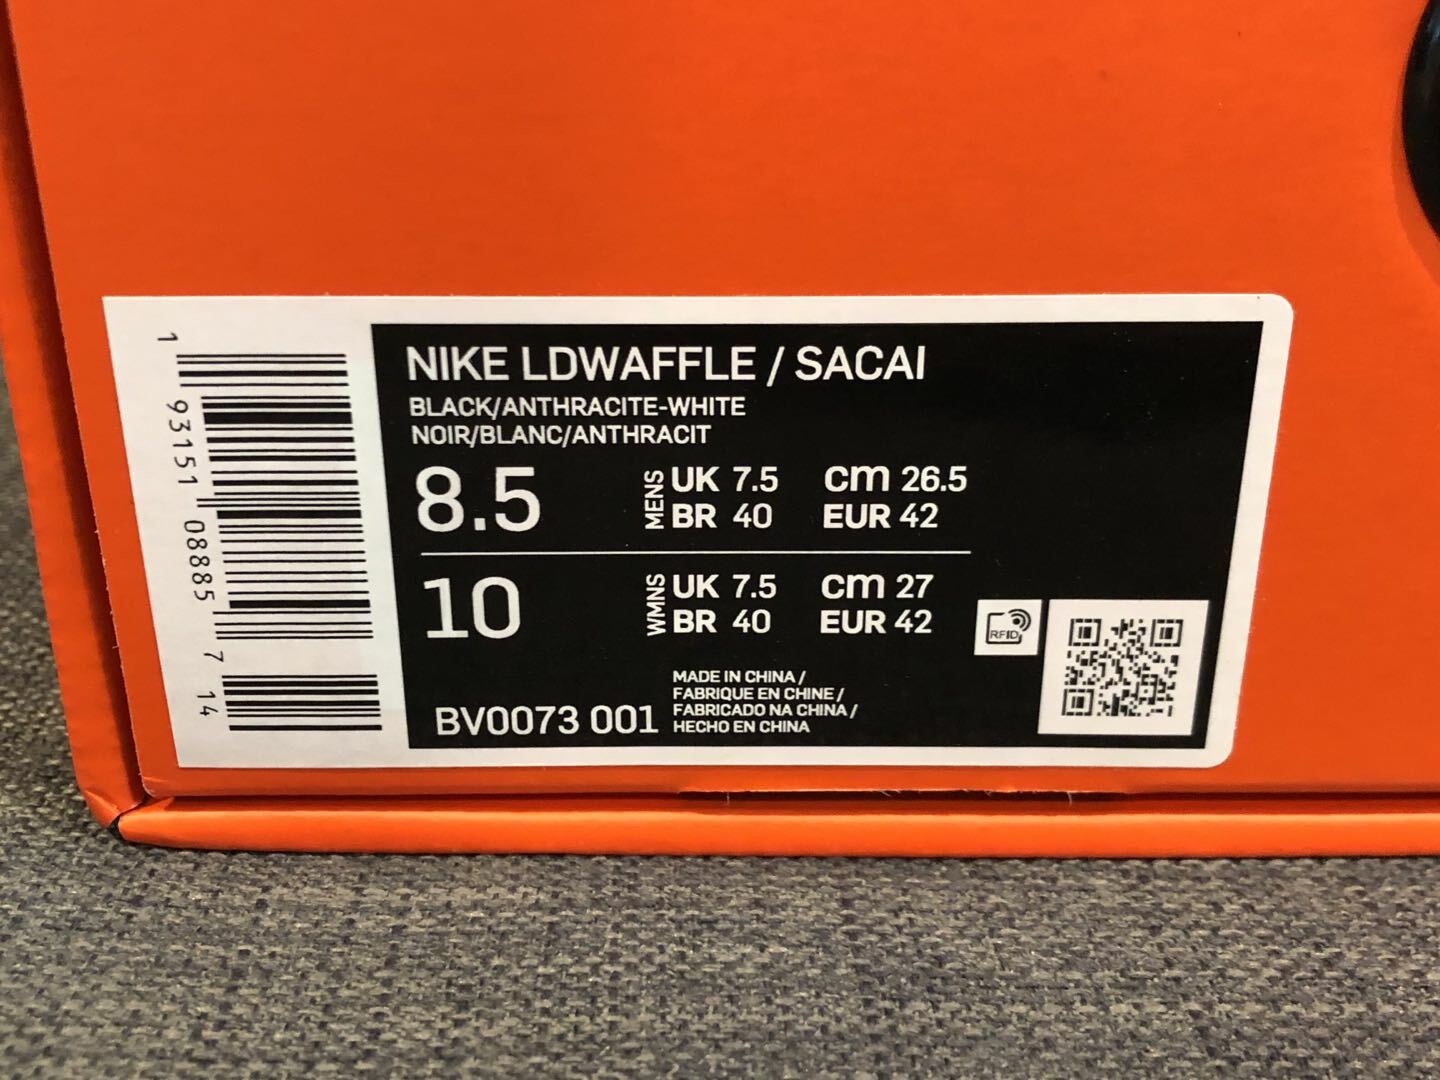 NIKE LDWAFFLE / SACAI
BLACK/ANTHRACITE-WHITE
NOIR/BLANC/ANTHRACIT
8.5 MENS UK 7.5 cm 26.5
BR 40 EUR 42
10 WMNS UK 7.5 cm 27
BR 40 EUR 42
RFID
BV0073 001
MADE IN CHINA /
FABRIQUE EN CHINE /
FABRICADO NA CHINA /
HECHO EN CHINA
1 93151 08885 7 14